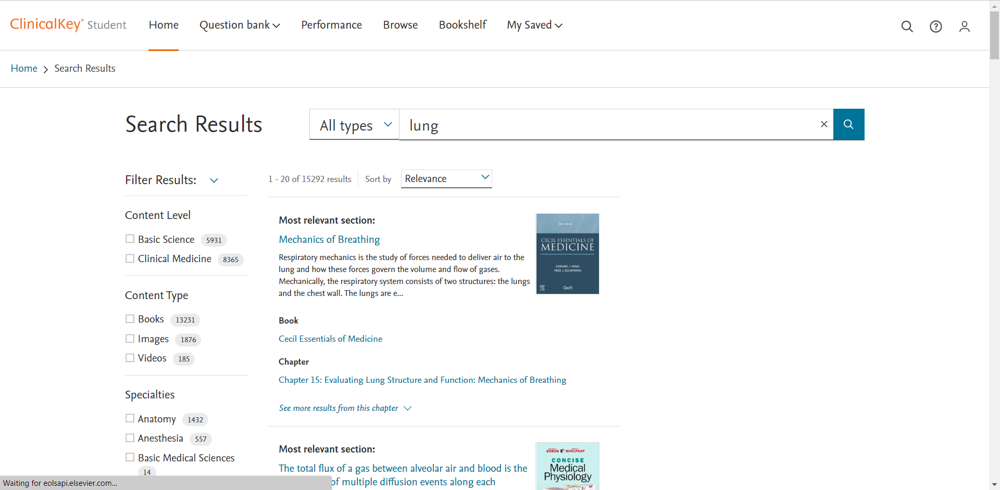 ClinicalKey® Student
Home
Question bank
Performance
Browse
Bookshelf
My Saved
Home
Search Results
Search Results
All types
lung
Filter Results:
1 - 20 of 15292 results
Sort by
Relevance
Content Level
Basic Science 5931
Clinical Medicine 8365
Content Type
Books 13231
Images 1876
Videos 185
Specialties
Anatomy 1432
Anesthesia 557
Basic Medical Sciences
14
Most relevant section:
Mechanics of Breathing
Respiratory mechanics is the study of forces needed to deliver air to the
lung and how these forces govern the volume and flow of gases.
Mechanically, the respiratory system consists of two structures: the lungs
and the chest wall. The lungs are e...
CECIL ESSENTIALS OF
MEDICINE
EDWARD J. WING
FRED J. SCHIFFMAN
Cecil
Book
Cecil Essentials of Medicine
Chapter
Chapter 15: Evaluating Lung Structure and Function: Mechanics of Breathing
See more results from this chapter
Most relevant section:
The total flux of a gas between alveolar air and blood is the
of multiple diffusion events along each
BORON BOULPAEP
CONCISE
Medical
Physiology
Waiting for eolsapi.elsevier.com...